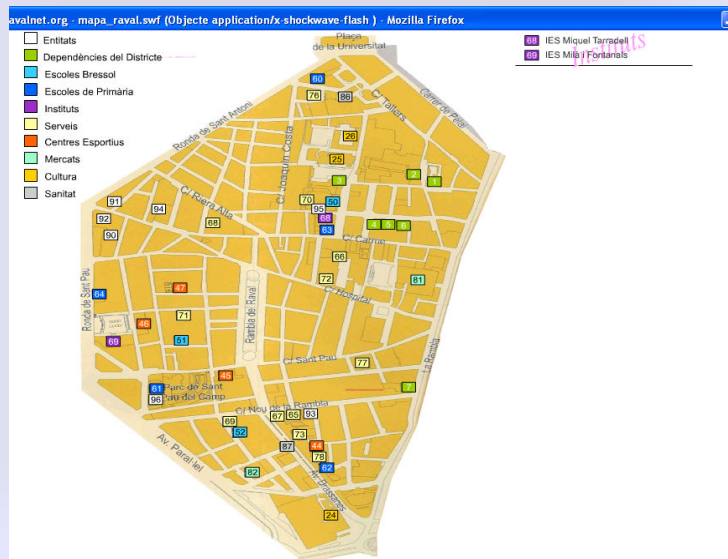 avalnet.org - mapa_raval.swf (Objecte application/x-shockwave-flash ) - Mozilla Firefox
Entitats
Dependències del Districte
Escoles Bressol
Escoles de Primària
Instituts
Serveis
Centres Esportius
Mercats
Cultura
Sanitat
68 IES Miquel Tarradell
69 IES Milà i Fontanals
Instituts
Plaça
de la Universitat
60
76
86
C/ Tallers
Carrer de Pelai
Ronda de Sant Antoni
26
C/ Joaquín Costa
25
3
2
1
91
C/ Riera Alta
70
90
94
95
92
68
68
4
5
6
90
63
C/ Carme
66
64
47
72
81
C/ Hospital
Ronda de Sant Pau
Rambla de Raval
71
46
69
51
La Rambla
C/ Sant Pau
77
45
61
Parc de Sant
Pau del Camp
7
96
C/ Nou de la Rambla
69
67
65
93
52
73
Av. Paral·lel
87
44
78
82
62
Av. Drassanes
24